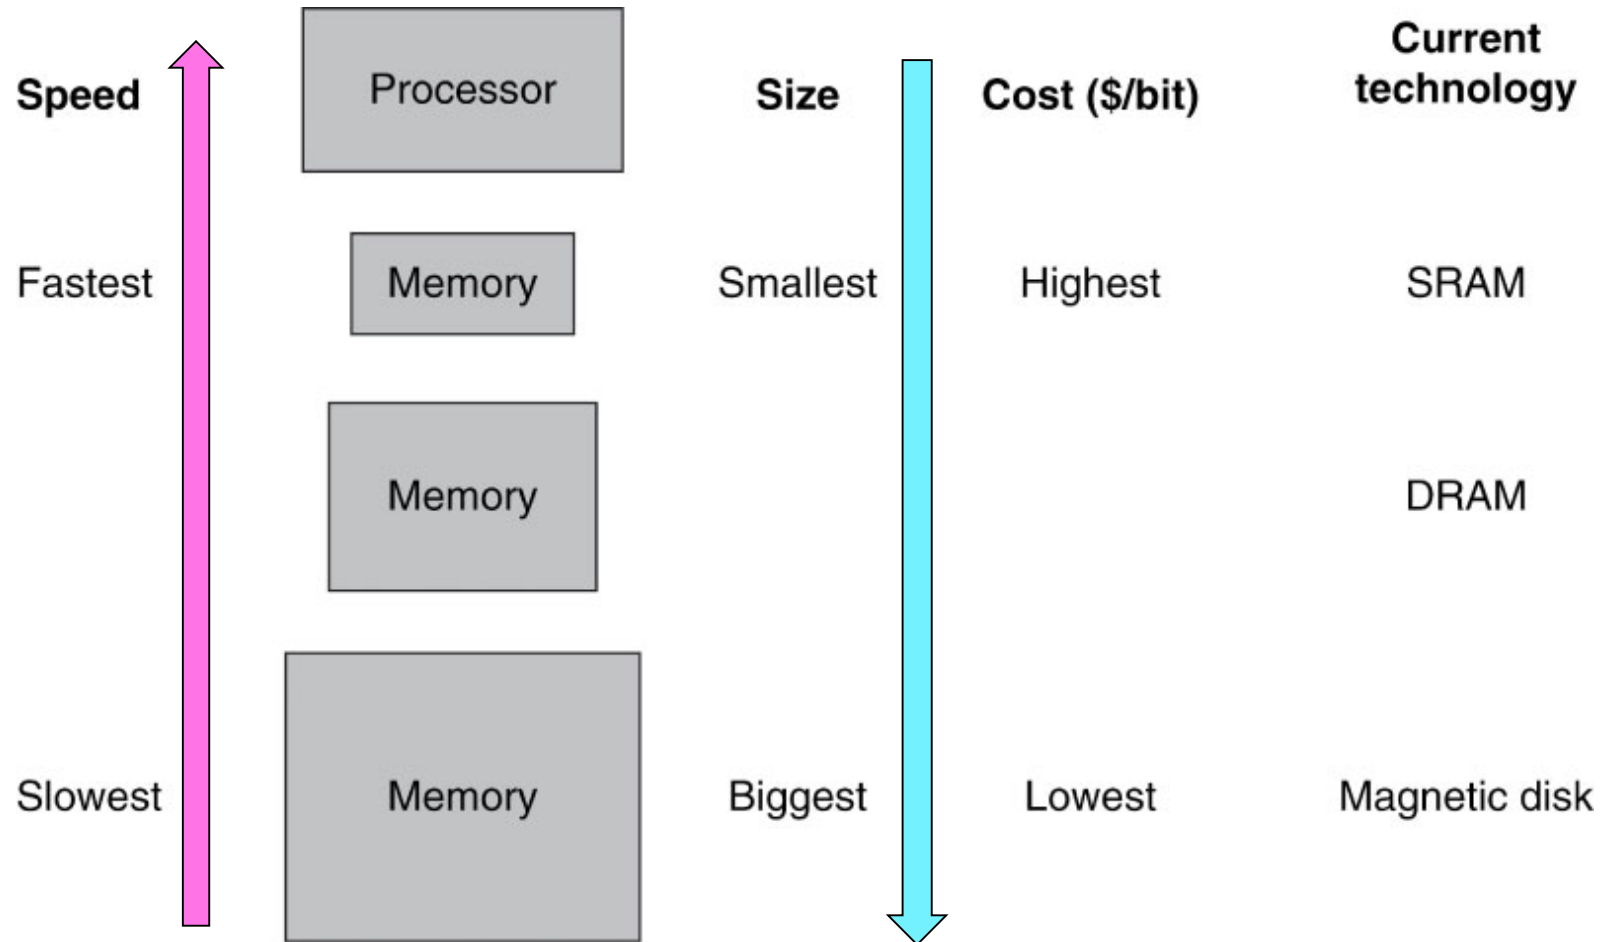 Speed
Processor
Size
Cost ($/bit)
Current
technology
Fastest
Memory
Smallest
Highest
SRAM
Memory
DRAM
Slowest
Memory
Biggest
Lowest
Magnetic disk